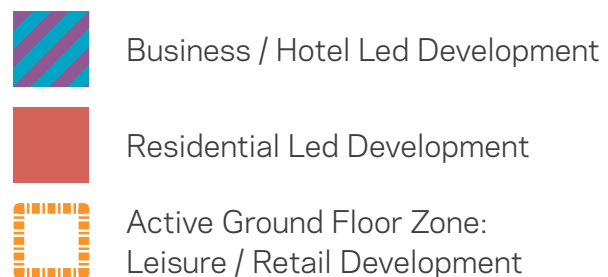 Business / Hotel Led Development
Residential Led Development
Active Ground Floor Zone:
Leisure / Retail Development